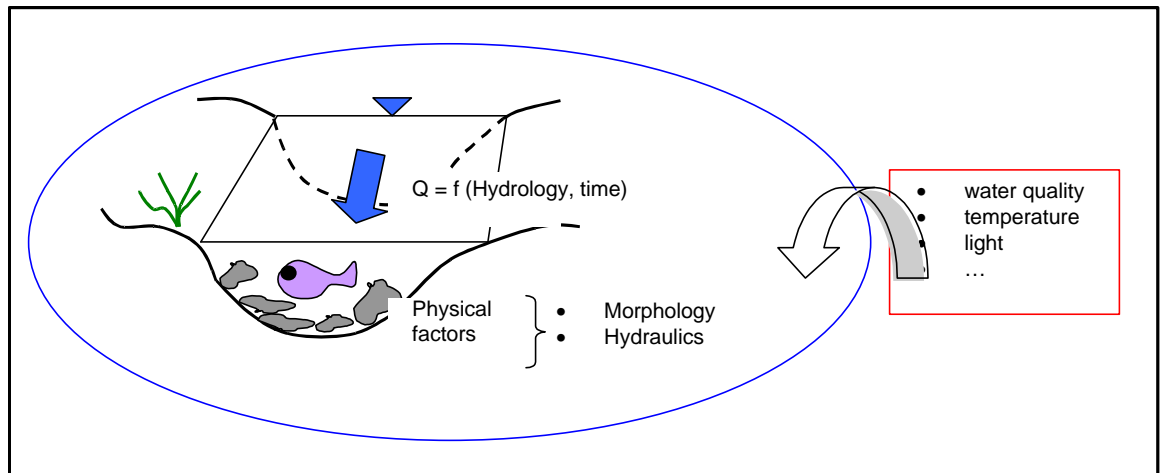 Q = f (Hydrology, time)
Physical
factors
• Morphology
• Hydraulics
• water quality
• temperature
• light
…